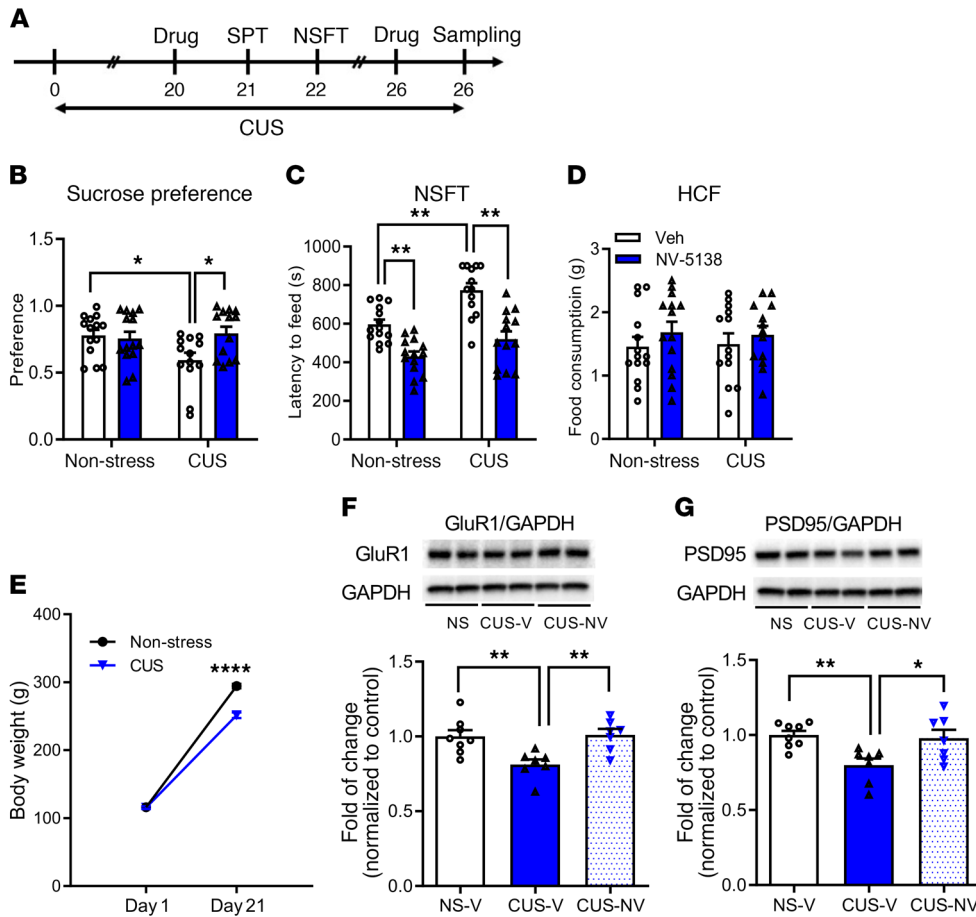 A
Drug SPT NSFT Drug Sampling
0 20 21 22 26 26
CUS
B
Sucrose preference
* *
Preference
1.5
1.0
0.5
0.0
Non-stress CUS
C
NSFT
** **
**
Latency to feed (s)
1000
800
600
400
200
0
Non-stress CUS
D
HCF
Veh
NV-5138
Food consumptioin (g)
3
2
1
0
Non-stress CUS
E
Non-stress
CUS
****
Body weight (g)
400
300
200
100
0
Day 1 Day 21
F
GluR1/GAPDH
GluR1
GAPDH
NS CUS-V CUS-NV
** **
Fold of change
(normalized to control)
1.5
1.0
0.5
0.0
NS-V CUS-V CUS-NV
G
PSD95/GAPDH
PSD95
GAPDH
NS CUS-V CUS-NV
** *
Fold of change
(normalized to control)
1.5
1.0
0.5
0.0
NS-V CUS-V CUS-NV